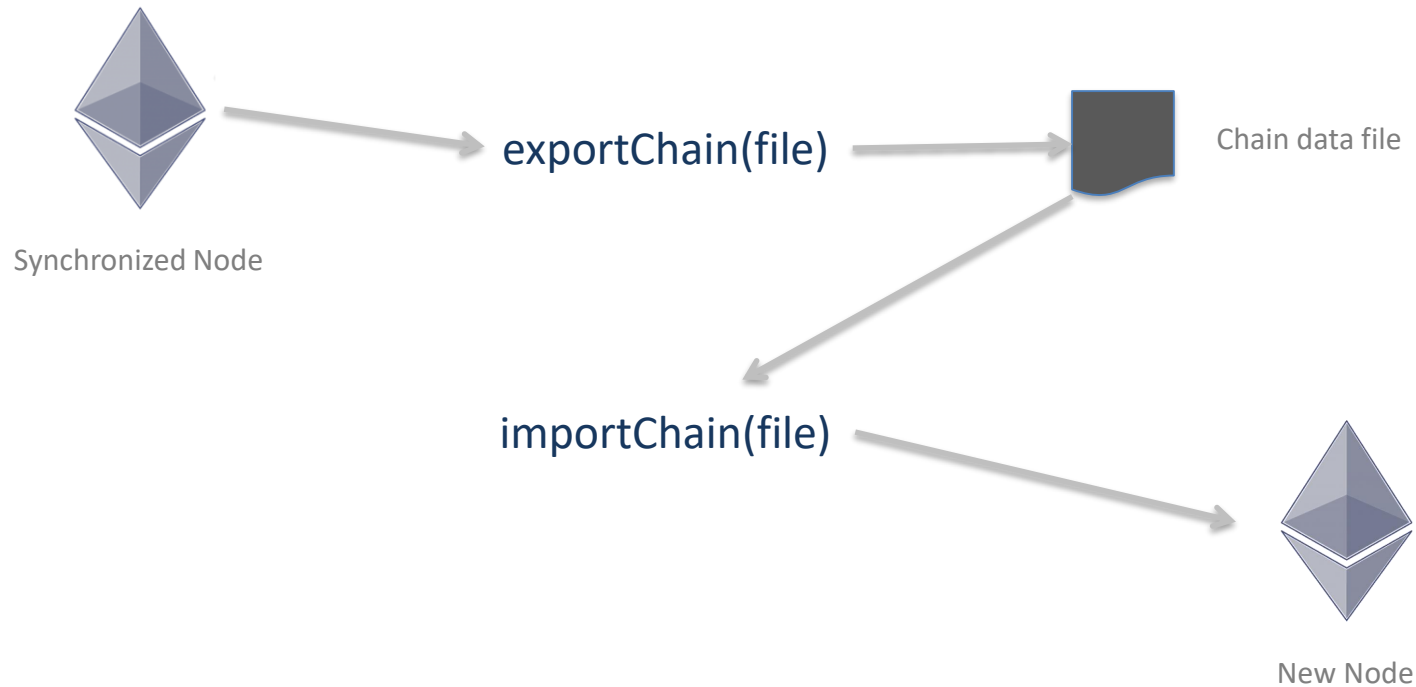 exportChain(file)
Chain data file
Synchronized Node
importChain(file)
New Node